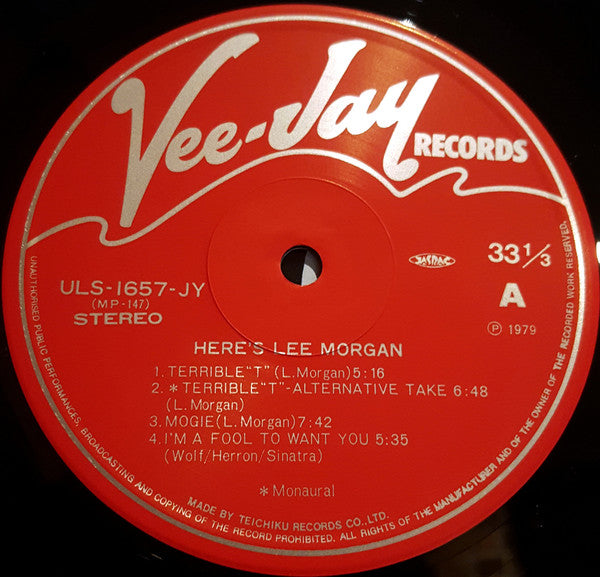 Vee-Jay
RECORDS
ULS-1657-JY
(MP-147)
STEREO
JASRAC
33 1/3
A
Ⓟ 1979
HERE'S LEE MORGAN
1. TERRIBLE "T" (L.Morgan) 5:16
2. * TERRIBLE "T"-ALTERNATIVE TAKE 6:48
(L.Morgan)
3. MOGIE (L.Morgan) 7:42
4. I'M A FOOL TO WANT YOU 5:35
(Wolf/Herron/Sinatra)
* Monaural
MADE BY TEICHIKU RECORDS CO., LTD.
UNAUTHORISED PUBLIC PERFORMANCES, BROADCASTING AND COPYING OF THE RECORD PROHIBITED. ALL RIGHTS OF THE MANUFACTURER AND OF THE OWNER OF THE RECORDED WORK RESERVED.